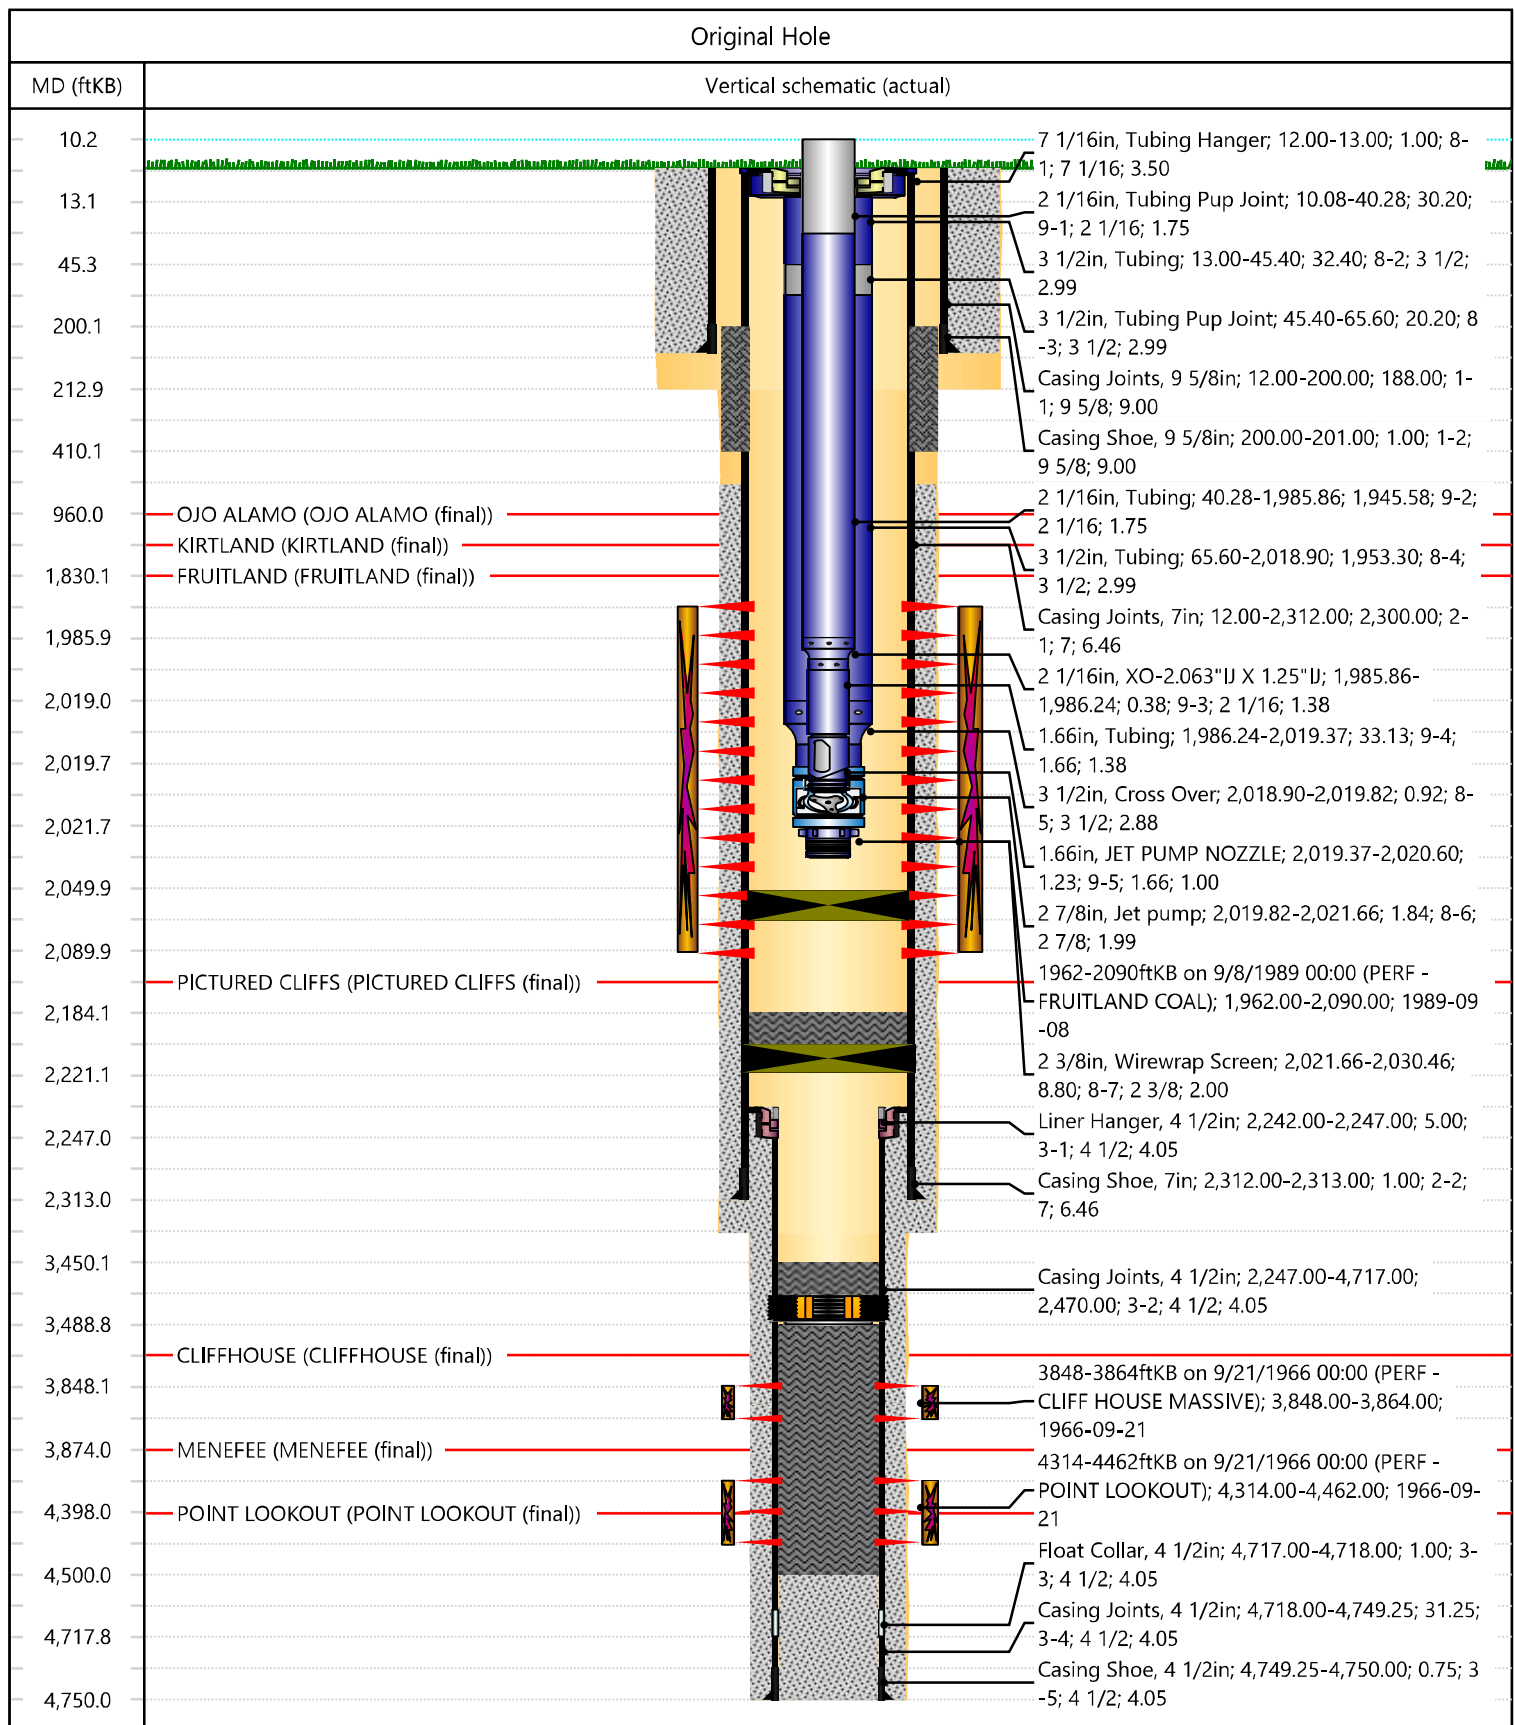 Original Hole
MD (ftKB)
Vertical schematic (actual)
10.2
13.1
45.3
200.1
212.9
410.1
960.0
1,830.1
1,985.9
2,019.0
2,019.7
2,021.7
2,049.9
2,089.9
2,184.1
2,221.1
2,247.0
2,313.0
3,450.1
3,488.8
3,848.1
3,874.0
4,398.0
4,500.0
4,717.8
4,750.0
OJO ALAMO (OJO ALAMO (final))
KIRTLAND (KIRTLAND (final))
FRUITLAND (FRUITLAND (final))
PICTURED CLIFFS (PICTURED CLIFFS (final))
CLIFFHOUSE (CLIFFHOUSE (final))
MENEFEE (MENEFEE (final))
POINT LOOKOUT (POINT LOOKOUT (final))
7 1/16in, Tubing Hanger; 12.00-13.00; 1.00; 8-
1; 7 1/16; 3.50
2 1/16in, Tubing Pup Joint; 10.08-40.28; 30.20;
9-1; 2 1/16; 1.75
3 1/2in, Tubing; 13.00-45.40; 32.40; 8-2; 3 1/2;
2.99
3 1/2in, Tubing Pup Joint; 45.40-65.60; 20.20; 8
-3; 3 1/2; 2.99
Casing Joints, 9 5/8in; 12.00-200.00; 188.00; 1-
1; 9 5/8; 9.00
Casing Shoe, 9 5/8in; 200.00-201.00; 1.00; 1-2;
9 5/8; 9.00
2 1/16in, Tubing; 40.28-1,985.86; 1,945.58; 9-2;
2 1/16; 1.75
3 1/2in, Tubing; 65.60-2,018.90; 1,953.30; 8-4;
3 1/2; 2.99
Casing Joints, 7in; 12.00-2,312.00; 2,300.00; 2-
1; 7; 6.46
2 1/16in, XO-2.063"IJ X 1.25"IJ; 1,985.86-
1,986.24; 0.38; 9-3; 2 1/16; 1.38
1.66in, Tubing; 1,986.24-2,019.37; 33.13; 9-4;
1.66; 1.38
3 1/2in, Cross Over; 2,018.90-2,019.82; 0.92; 8-
5; 3 1/2; 2.88
1.66in, JET PUMP NOZZLE; 2,019.37-2,020.60;
1.23; 9-5; 1.66; 1.00
2 7/8in, Jet pump; 2,019.82-2,021.66; 1.84; 8-6;
2 7/8; 1.99
1962-2090ftKB on 9/8/1989 00:00 (PERF -
FRUITLAND COAL); 1,962.00-2,090.00; 1989-09
-08
2 3/8in, Wirewrap Screen; 2,021.66-2,030.46;
8.80; 8-7; 2 3/8; 2.00
Liner Hanger, 4 1/2in; 2,242.00-2,247.00; 5.00;
3-1; 4 1/2; 4.05
Casing Shoe, 7in; 2,312.00-2,313.00; 1.00; 2-2;
7; 6.46
Casing Joints, 4 1/2in; 2,247.00-4,717.00;
2,470.00; 3-2; 4 1/2; 4.05
3848-3864ftKB on 9/21/1966 00:00 (PERF -
CLIFF HOUSE MASSIVE); 3,848.00-3,864.00;
1966-09-21
4314-4462ftKB on 9/21/1966 00:00 (PERF -
POINT LOOKOUT); 4,314.00-4,462.00; 1966-09-
21
Float Collar, 4 1/2in; 4,717.00-4,718.00; 1.00; 3-
3; 4 1/2; 4.05
Casing Joints, 4 1/2in; 4,718.00-4,749.25; 31.25;
3-4; 4 1/2; 4.05
Casing Shoe, 4 1/2in; 4,749.25-4,750.00; 0.75; 3
-5; 4 1/2; 4.05